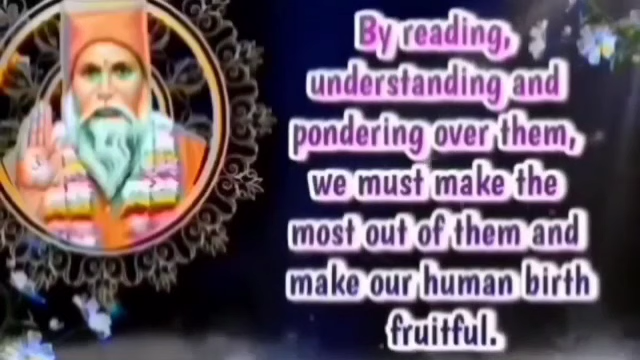 By reading,
understanding and
pondering over them,
we must make the
most out of them and
make our human birth
fruitful.